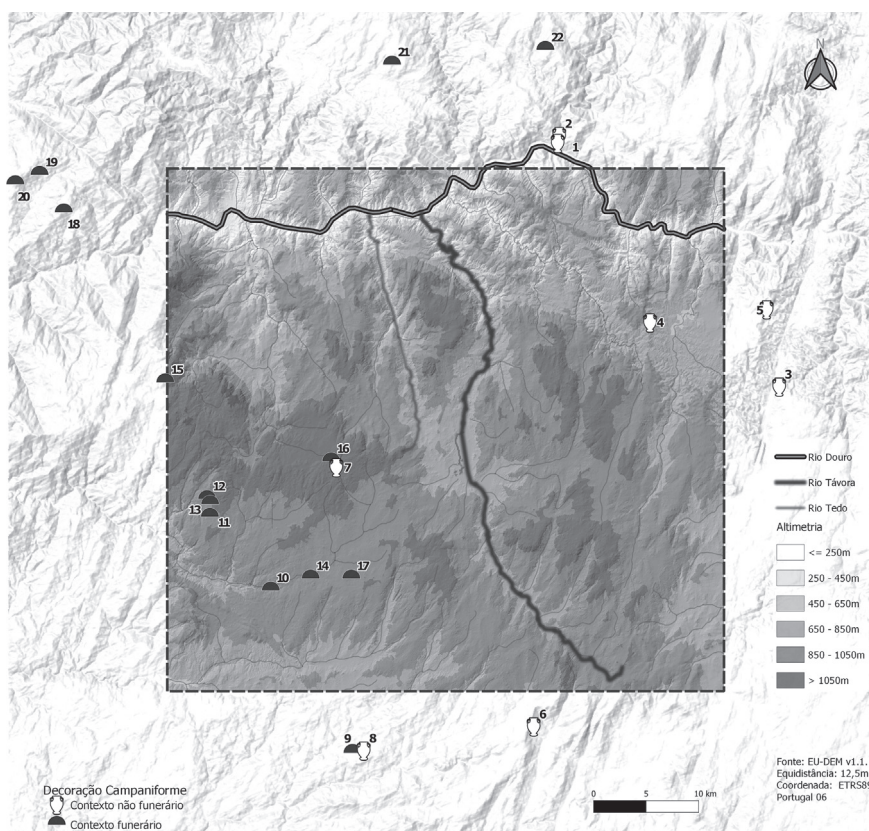 21
22
N
2
1
19
20
18
5
4
3
15
16
7
12
13
11
14
17
10
Rio Douro
Rio Távora
Rio Tedo
Altimetria
<= 250m
250 - 450m
450 - 650m
650 - 850m
850 - 1050m
> 1050m
6
9
8
Decoração Campaniforme
Contexto não funerário
Contexto funerário
0 5 10 km
Fonte: EU-DEM v1.1.
Equidistância: 12,5m
Coordenada: ETRS89
Portugal 06